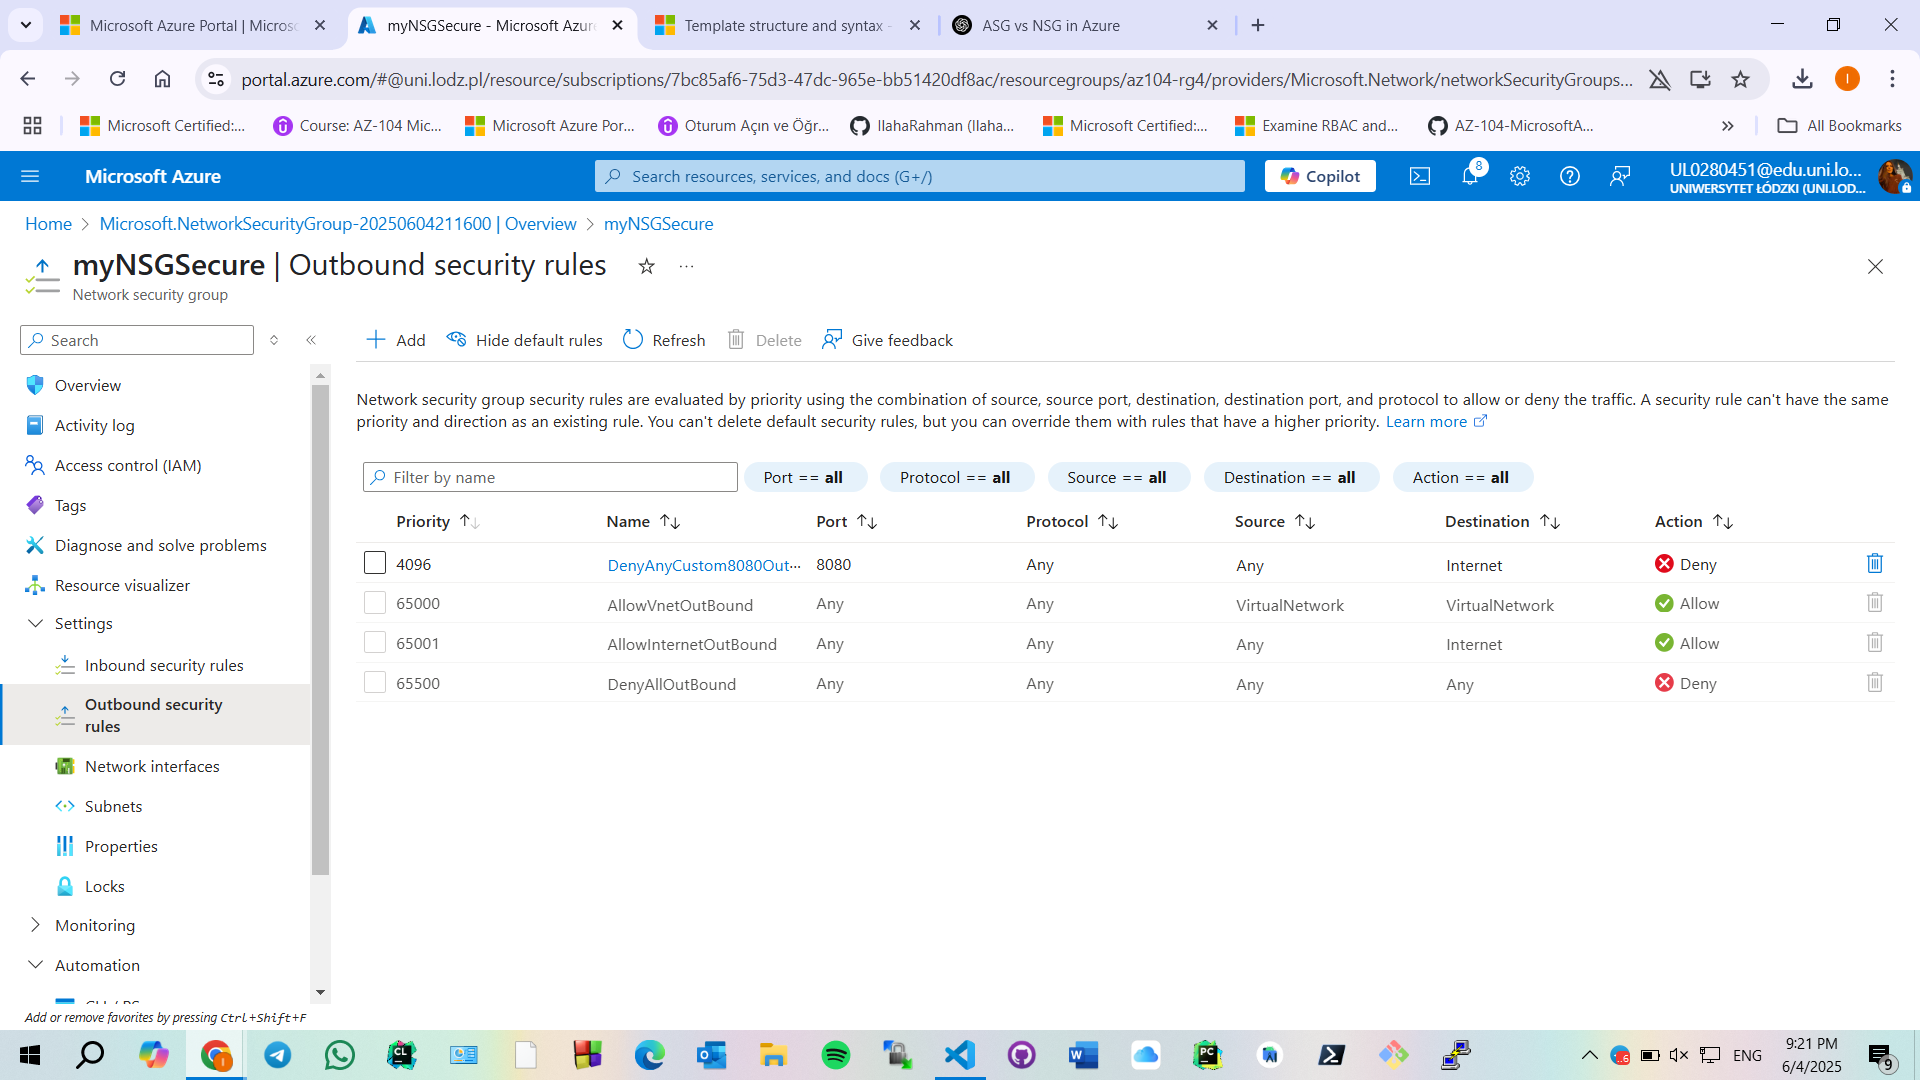 Microsoft Azure Portal | Microsc
myNSGSecure - Microsoft Azure
Template structure and syntax -
ASG vs NSG in Azure
portal.azure.com/#@uni.lodz.pl/resource/subscriptions/7bc85af6-75d3-47dc-965e-bb51420df8ac/resourcegroups/az104-rg4/providers/Microsoft.Network/networkSecurityGroups...
I
Microsoft Certified:...
Course: AZ-104 Mic...
Microsoft Azure Por...
Oturum Açın ve Öğr...
IlahaRahman (Ilaha...
Microsoft Certified:...
Examine RBAC and...
AZ-104-MicrosoftA...
All Bookmarks
Microsoft Azure
Search resources, services, and docs (G+/)
Copilot
8
UL0280451@edu.uni.lo...
UNIWERSYTET ŁÓDZKI (UNI.LOD...
Home > Microsoft.NetworkSecurityGroup-20250604211600 | Overview > myNSGSecure
myNSGSecure | Outbound security rules
Network security group
Search
Overview
Activity log
Access control (IAM)
Tags
Diagnose and solve problems
Resource visualizer
Settings
Inbound security rules
Outbound security
rules
Network interfaces
Subnets
Properties
Locks
Monitoring
Automation
Add or remove favorites by pressing Ctrl+Shift+F
Add
Hide default rules
Refresh
Delete
Give feedback
Network security group security rules are evaluated by priority using the combination of source, source port, destination, destination port, and protocol to allow or deny the traffic. A security rule can't have the same
priority and direction as an existing rule. You can't delete default security rules, but you can override them with rules that have a higher priority. Learn more
Filter by name
Port == all
Protocol == all
Source == all
Destination == all
Action == all
Priority Name Port Protocol Source Destination Action
4096 DenyAnyCustom8080Out... 8080 Any Any Internet Deny
65000 AllowVnetOutBound Any Any VirtualNetwork VirtualNetwork Allow
65001 AllowInternetOutBound Any Any Any Internet Allow
65500 DenyAllOutBound Any Any Any Any Deny
ENG
9:21 PM
6/4/2025
9